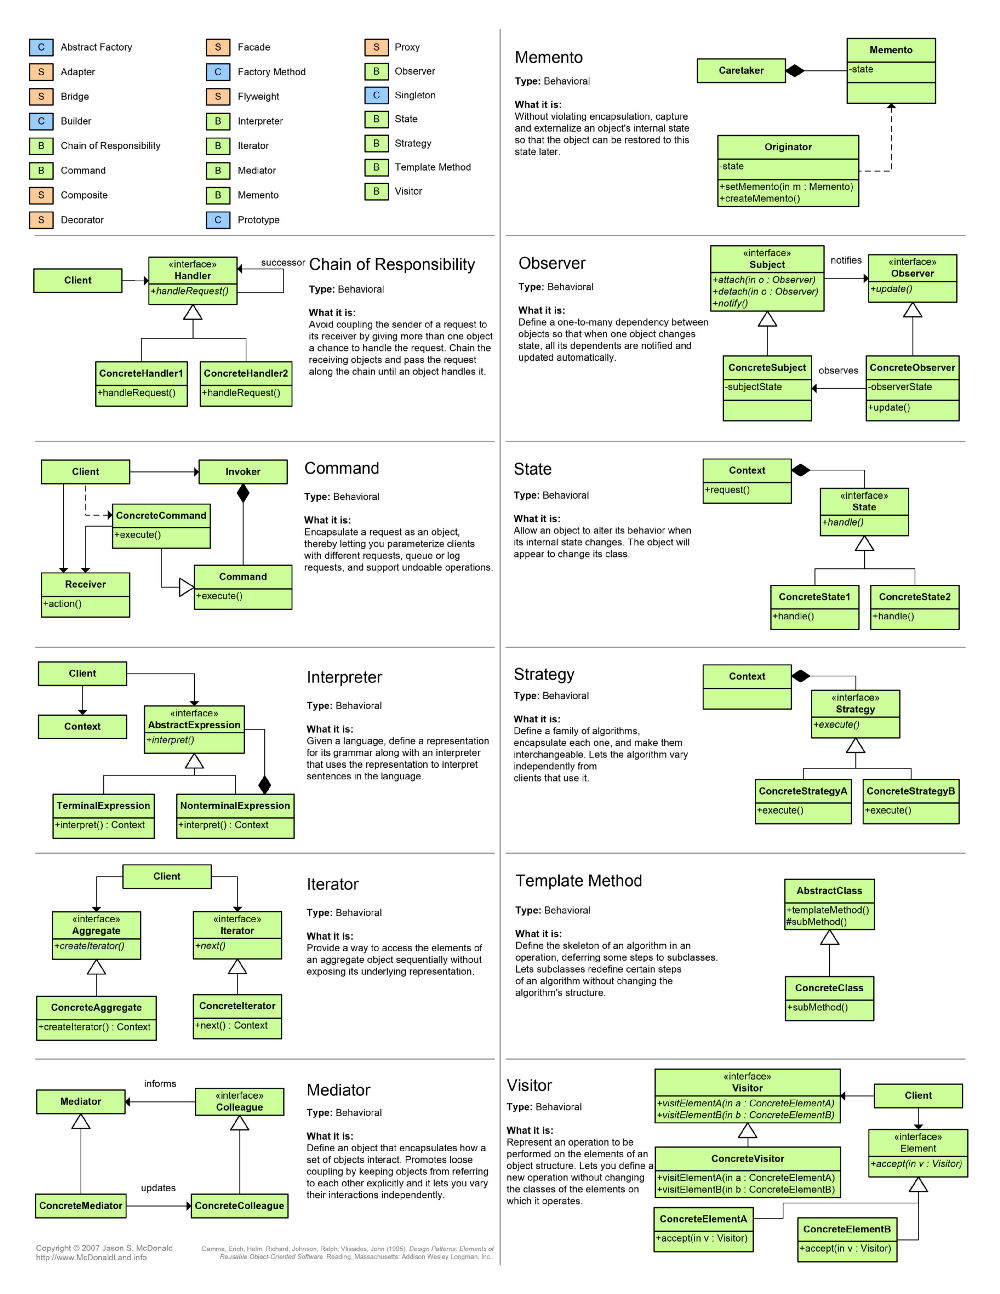 C Abstract Factory
S Adapter
S Bridge
C Builder
B Chain of Responsibility
B Command
S Composite
S Decorator
S Facade
C Factory Method
S Flyweight
B Interpreter
B Iterator
B Mediator
B Memento
C Prototype
S Proxy
B Observer
C Singleton
B State
B Strategy
B Template Method
B Visitor
Memento
Type: Behavioral
What it is:
Without violating encapsulation, capture
and externalize an object's internal state
so that the object can be restored to this
state later.
Caretaker
Memento
-state
Originator
-state
+setMemento(in m : Memento)
+createMemento()
Client
«interface»
Handler
+handleRequest()
successor
ConcreteHandler1
+handleRequest()
ConcreteHandler2
+handleRequest()
Chain of Responsibility
Type: Behavioral
What it is:
Avoid coupling the sender of a request to
its receiver by giving more than one object
a chance to handle the request. Chain the
receiving objects and pass the request
along the chain until an object handles it.
Observer
Type: Behavioral
What it is:
Define a one-to-many dependency between
objects so that when one object changes
state, all its dependents are notified and
updated automatically.
«interface»
Subject
+attach(in o : Observer)
+detach(in o : Observer)
+notify()
notifies
«interface»
Observer
+update()
ConcreteSubject
-subjectState
observes
ConcreteObserver
-observerState
+update()
Client
Invoker
ConcreteCommand
+execute()
Receiver
+action()
Command
+execute()
Command
Type: Behavioral
What it is:
Encapsulate a request as an object,
thereby letting you parameterize clients
with different requests, queue or log
requests, and support undoable operations.
State
Type: Behavioral
What it is:
Allow an object to alter its behavior when
its internal state changes. The object will
appear to change its class.
Context
+request()
«interface»
State
+handle()
ConcreteState1
+handle()
ConcreteState2
+handle()
Client
Context
«interface»
AbstractExpression
+interpret()
TerminalExpression
+interpret() : Context
NonterminalExpression
+interpret() : Context
Interpreter
Type: Behavioral
What it is:
Given a language, define a representation
for its grammar along with an interpreter
that uses the representation to interpret
sentences in the language.
Strategy
Type: Behavioral
What it is:
Define a family of algorithms,
encapsulate each one, and make them
interchangeable. Lets the algorithm vary
independently from
clients that use it.
Context
«interface»
Strategy
+execute()
ConcreteStrategyA
+execute()
ConcreteStrategyB
+execute()
Client
«interface»
Aggregate
+createIterator()
«interface»
Iterator
+next()
ConcreteAggregate
+createIterator() : Context
ConcreteIterator
+next() : Context
Iterator
Type: Behavioral
What it is:
Provide a way to access the elements of
an aggregate object sequentially without
exposing its underlying representation.
Template Method
Type: Behavioral
What it is:
Define the skeleton of an algorithm in an
operation, deferring some steps to subclasses.
Lets subclasses redefine certain steps
of an algorithm without changing the
algorithm's structure.
AbstractClass
+templateMethod()
#subMethod()
ConcreteClass
+subMethod()
Mediator
informs
«interface»
Colleague
ConcreteMediator
updates
ConcreteColleague
Mediator
Type: Behavioral
What it is:
Define an object that encapsulates how a
set of objects interact. Promotes loose
coupling by keeping objects from referring
to each other explicitly and it lets you vary
their interactions independently.
Visitor
Type: Behavioral
What it is:
Represent an operation to be
performed on the elements of an
object structure. Lets you define a
new operation without changing
the classes of the elements on
which it operates.
«interface»
Visitor
+visitElementA(in a : ConcreteElementA)
+visitElementB(in b : ConcreteElementB)
Client
«interface»
Element
+accept(in v : Visitor)
ConcreteVisitor
+visitElementA(in a : ConcreteElementA)
+visitElementB(in b : ConcreteElementB)
ConcreteElementA
+accept(in v : Visitor)
ConcreteElementB
+accept(in v : Visitor)
Copyright © 2007 Jason S. McDonald
http://www.McDonaldLand.info
Gamma, Erich; Helm, Richard; Johnson, Ralph; Vlissides, John (1995). Design Patterns: Elements of
Reusable Object-Oriented Software. Reading, Massachusetts: Addison Wesley Longman, Inc.